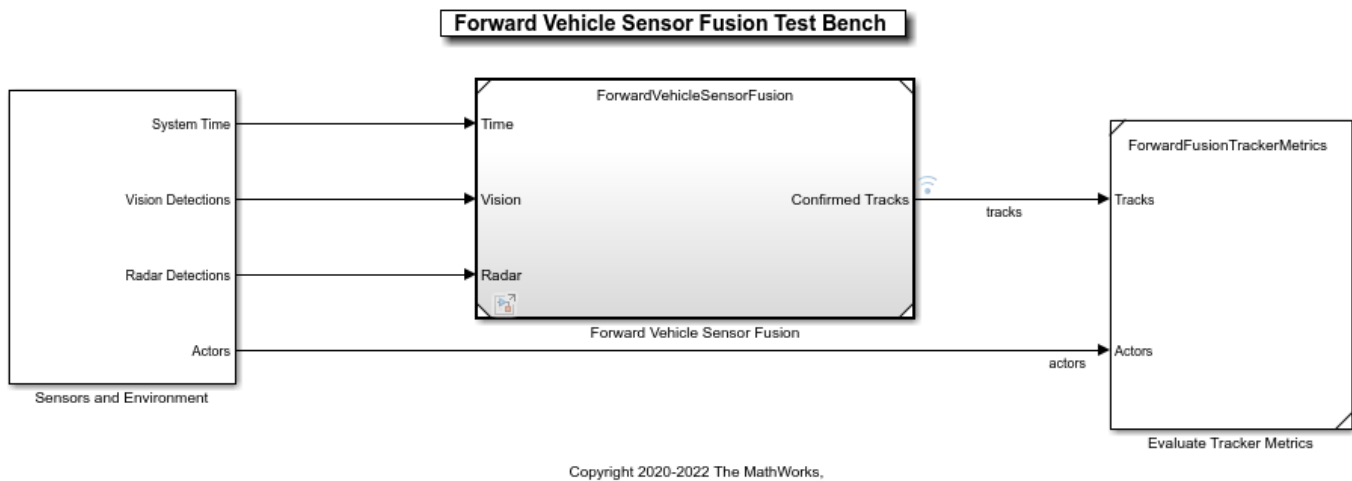 Forward Vehicle Sensor Fusion Test Bench
ForwardVehicleSensorFusion
System Time
Time
ForwardFusionTrackerMetrics
Vision Detections
Vision
Confirmed Tracks
tracks
Tracks
Radar Detections
Radar
Forward Vehicle Sensor Fusion
Actors
actors
Actors
Sensors and Environment
Evaluate Tracker Metrics
Copyright 2020-2022 The MathWorks,